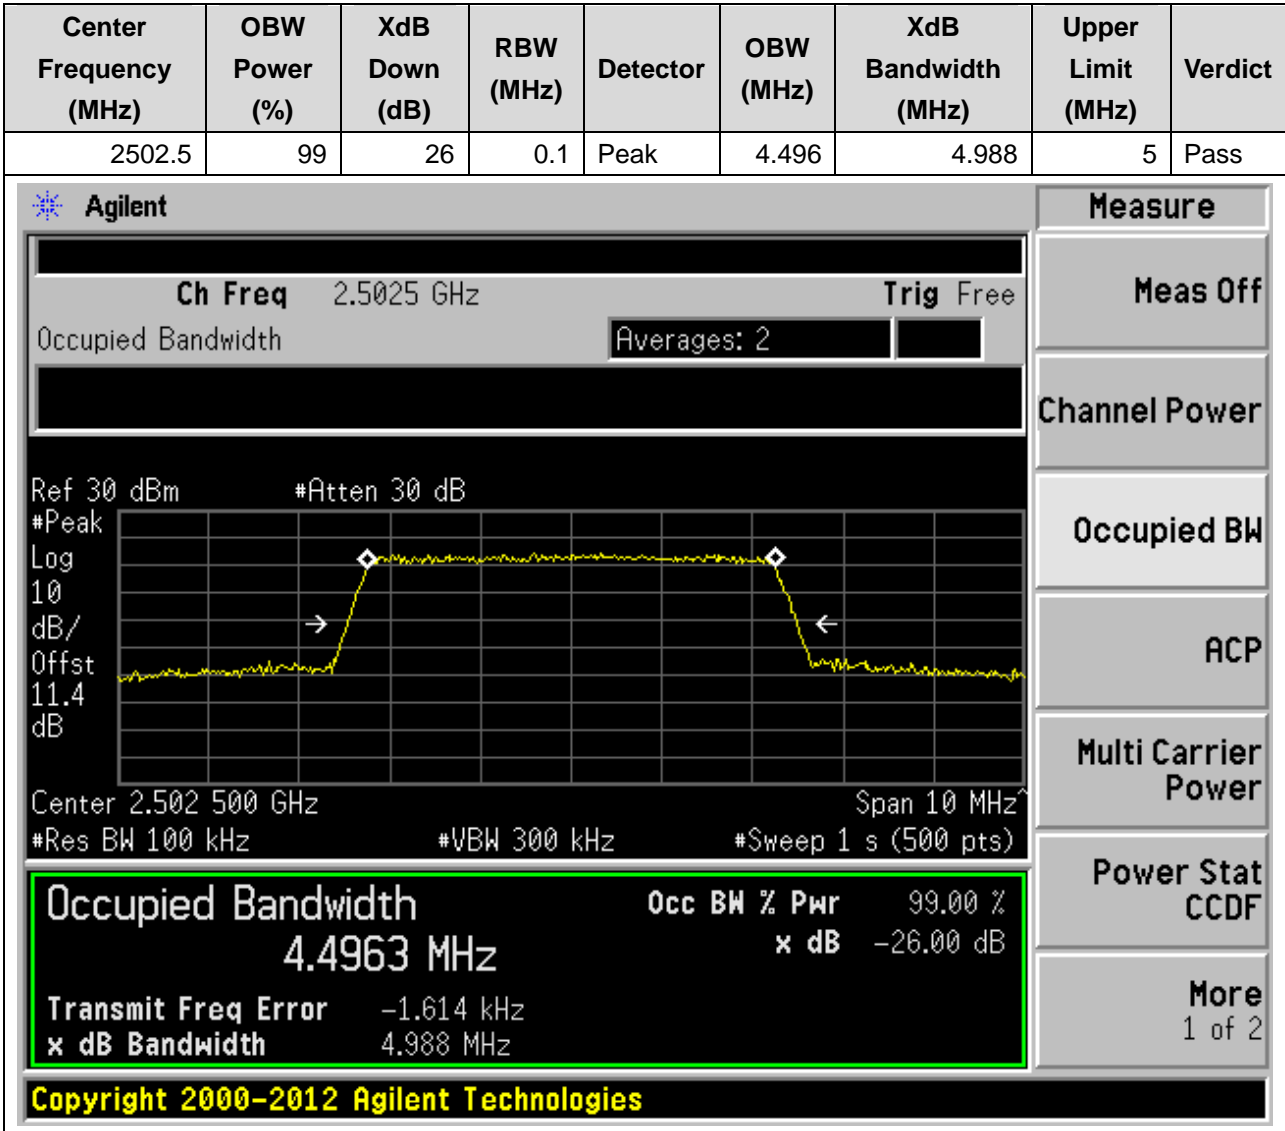 Center Frequency (MHz) OBW Power (%) XdB Down (dB) RBW (MHz) Detector OBW (MHz) XdB Bandwidth (MHz) Upper Limit (MHz) Verdict
2502.5 99 26 0.1 Peak 4.496 4.988 5 Pass
Agilent
Measure
Ch Freq 2.5025 GHz Trig Free
Meas Off
Occupied Bandwidth Averages: 2
Channel Power
Ref 30 dBm #Atten 30 dB
#Peak
Log
10
dB/
Offst
11.4
dB
Occupied BW
ACP
Multi Carrier
Power
Center 2.502 500 GHz Span 10 MHz^
#Res BW 100 kHz #VBW 300 kHz #Sweep 1 s (500 pts)
Power Stat
CCDF
Occupied Bandwidth Occ BW % Pwr 99.00 %
4.4963 MHz x dB -26.00 dB
Transmit Freq Error -1.614 kHz
x dB Bandwidth 4.988 MHz
More
1 of 2
Copyright 2000-2012 Agilent Technologies